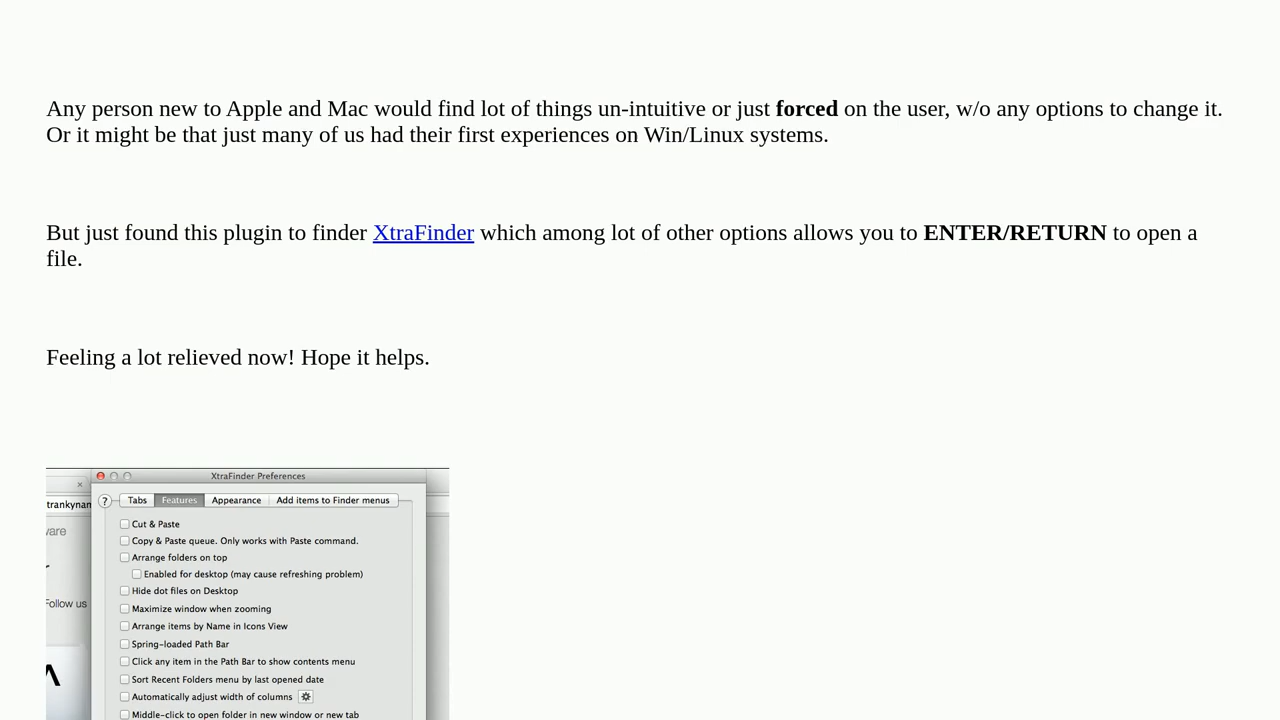 Any person new to Apple and Mac would find lot of things un-intuitive or just forced on the user, w/o any options to change it.
Or it might be that just many of us had their first experiences on Win/Linux systems.
But just found this plugin to finder XtraFinder which among lot of other options allows you to ENTER/RETURN to open a
file.
Feeling a lot relieved now! Hope it helps.
XtraFinder Preferences
trankynam
? Tabs Features Appearance Add items to Finder menus
ware
Cut & Paste
Copy & Paste queue. Only works with Paste command.
Arrange folders on top
Enabled for desktop (may cause refreshing problem)
Hide dot files on Desktop
Follow us
Maximize window when zooming
Arrange items by Name in Icons View
Spring-loaded Path Bar
Click any item in the Path Bar to show contents menu
Sort Recent Folders menu by last opened date
Automatically adjust width of columns
Middle-click to open folder in new window or new tab